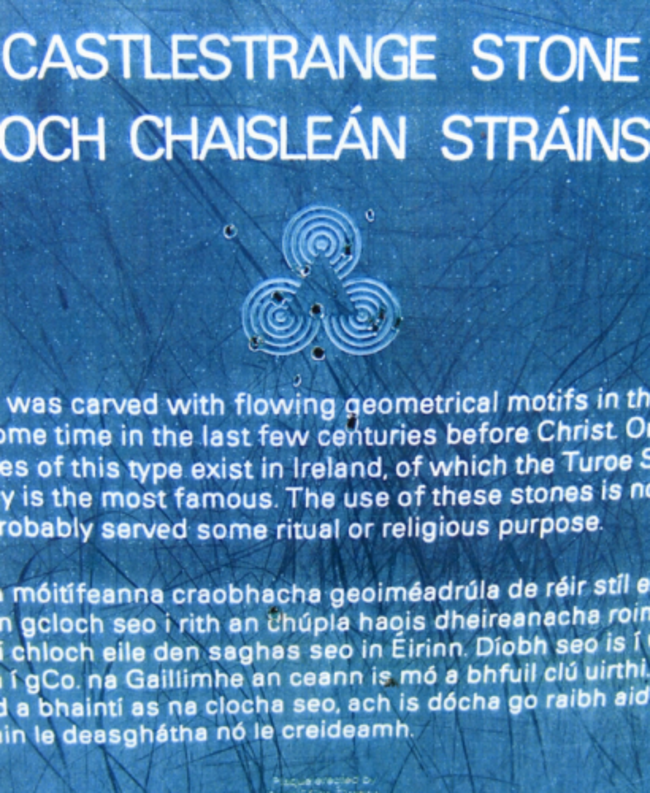 CASTLESTRANGE STONE
OCH CHAISLEÁN STRÁINS
was carved with flowing geometrical motifs in th
ome time in the last few centuries before Christ. On
es of this type exist in Ireland, of which the Turoe S
y is the most famous. The use of these stones is no
robably served some ritual or religious purpose.
móitífeanna craobhacha geoiméadrúla de réir stíl e
n gcloch seo i rith an chúpla haois dheireanacha roim
í chloch eile den saghas seo in Éirinn. Díobh seo is í
í gCo. na Gaillimhe an ceann is mó a bhfuil clú uirthi.
d a bhaintí as na clocha seo, ach is dócha go raibh aid
in le deasghátha nó le creideamh.
Plaque erected by